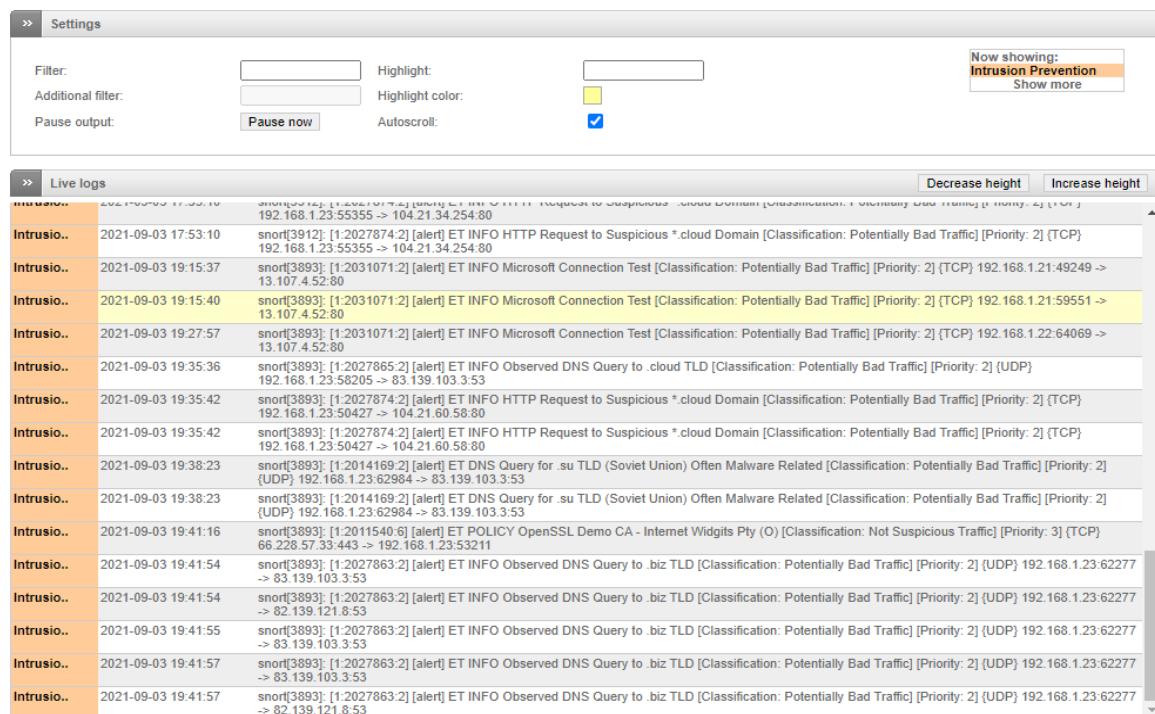 Settings
Filter:
Highlight:
Additional filter:
Highlight color:
Pause output:
Pause now
Autoscroll:
Now showing:
Intrusion Prevention
Show more
Live logs
Decrease height
Increase height
192.168.1.23:55355 -> 104.21.34.254:80
Intrusio.. 2021-09-03 17:53:10 snort[3912]: [1:2027874:2] [alert] ET INFO HTTP Request to Suspicious *.cloud Domain [Classification: Potentially Bad Traffic] [Priority: 2] {TCP}
192.168.1.23:55355 -> 104.21.34.254:80
Intrusio.. 2021-09-03 19:15:37 snort[3893]: [1:2031071:2] [alert] ET INFO Microsoft Connection Test [Classification: Potentially Bad Traffic] [Priority: 2] {TCP} 192.168.1.21:49249 ->
13.107.4.52:80
Intrusio.. 2021-09-03 19:15:40 snort[3893]: [1:2031071:2] [alert] ET INFO Microsoft Connection Test [Classification: Potentially Bad Traffic] [Priority: 2] {TCP} 192.168.1.21:59551 ->
13.107.4.52:80
Intrusio.. 2021-09-03 19:27:57 snort[3893]: [1:2031071:2] [alert] ET INFO Microsoft Connection Test [Classification: Potentially Bad Traffic] [Priority: 2] {TCP} 192.168.1.22:64069 ->
13.107.4.52:80
Intrusio.. 2021-09-03 19:35:36 snort[3893]: [1:2027865:2] [alert] ET INFO Observed DNS Query to .cloud TLD [Classification: Potentially Bad Traffic] [Priority: 2] {UDP}
192.168.1.23:58205 -> 83.139.103.3:53
Intrusio.. 2021-09-03 19:35:42 snort[3893]: [1:2027874:2] [alert] ET INFO HTTP Request to Suspicious *.cloud Domain [Classification: Potentially Bad Traffic] [Priority: 2] {TCP}
192.168.1.23:50427 -> 104.21.60.58:80
Intrusio.. 2021-09-03 19:35:42 snort[3893]: [1:2027874:2] [alert] ET INFO HTTP Request to Suspicious *.cloud Domain [Classification: Potentially Bad Traffic] [Priority: 2] {TCP}
192.168.1.23:50427 -> 104.21.60.58:80
Intrusio.. 2021-09-03 19:38:23 snort[3893]: [1:2014169:2] [alert] ET DNS Query for .su TLD (Soviet Union) Often Malware Related [Classification: Potentially Bad Traffic] [Priority: 2]
{UDP} 192.168.1.23:62984 -> 83.139.103.3:53
Intrusio.. 2021-09-03 19:38:23 snort[3893]: [1:2014169:2] [alert] ET DNS Query for .su TLD (Soviet Union) Often Malware Related [Classification: Potentially Bad Traffic] [Priority: 2]
{UDP} 192.168.1.23:62984 -> 83.139.103.3:53
Intrusio.. 2021-09-03 19:41:16 snort[3893]: [1:2011540:6] [alert] ET POLICY OpenSSL Demo CA - Internet Widgits Pty (O) [Classification: Not Suspicious Traffic] [Priority: 3] {TCP}
66.228.57.33:443 -> 192.168.1.23:53211
Intrusio.. 2021-09-03 19:41:54 snort[3893]: [1:2027863:2] [alert] ET INFO Observed DNS Query to .biz TLD [Classification: Potentially Bad Traffic] [Priority: 2] {UDP} 192.168.1.23:62277
-> 83.139.103.3:53
Intrusio.. 2021-09-03 19:41:54 snort[3893]: [1:2027863:2] [alert] ET INFO Observed DNS Query to .biz TLD [Classification: Potentially Bad Traffic] [Priority: 2] {UDP} 192.168.1.23:62277
-> 82.139.121.8:53
Intrusio.. 2021-09-03 19:41:55 snort[3893]: [1:2027863:2] [alert] ET INFO Observed DNS Query to .biz TLD [Classification: Potentially Bad Traffic] [Priority: 2] {UDP} 192.168.1.23:62277
-> 83.139.103.3:53
Intrusio.. 2021-09-03 19:41:57 snort[3893]: [1:2027863:2] [alert] ET INFO Observed DNS Query to .biz TLD [Classification: Potentially Bad Traffic] [Priority: 2] {UDP} 192.168.1.23:62277
-> 83.139.103.3:53
Intrusio.. 2021-09-03 19:41:57 snort[3893]: [1:2027863:2] [alert] ET INFO Observed DNS Query to .biz TLD [Classification: Potentially Bad Traffic] [Priority: 2] {UDP} 192.168.1.23:62277
-> 82.139.121.8:53